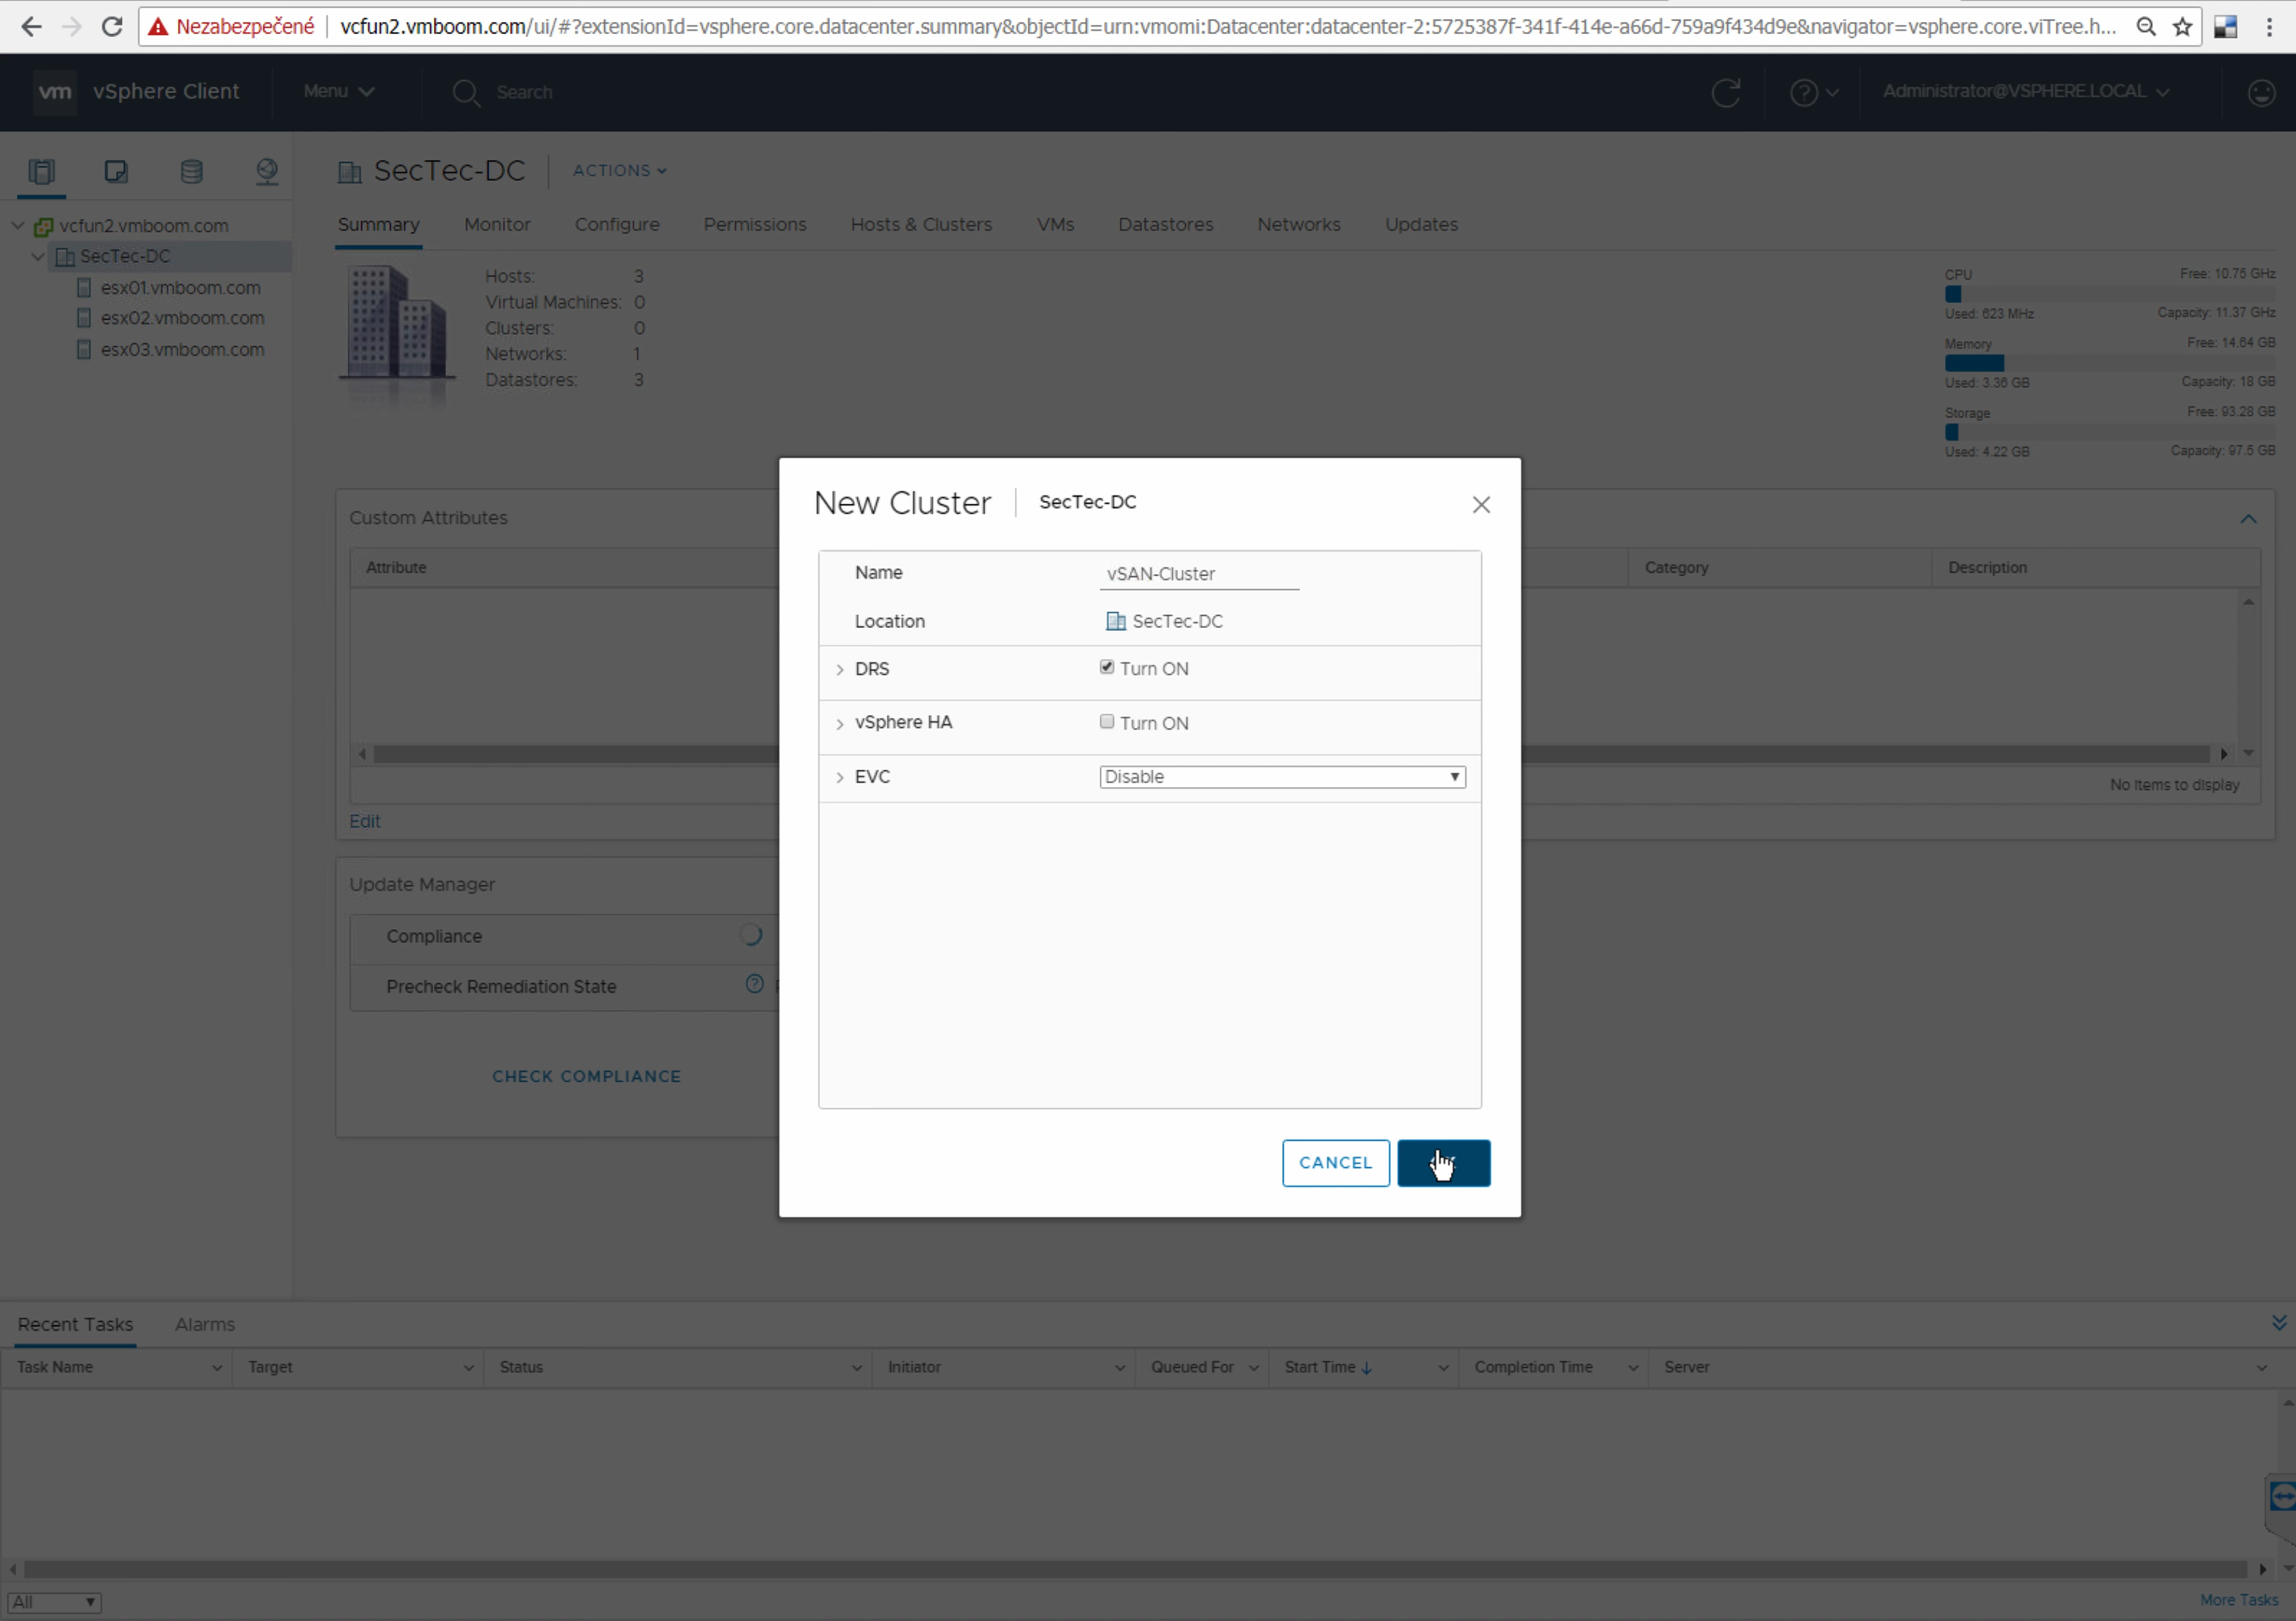 Nezabezpečené vcfun2.vmboom.com/ui/#?extensionId=vsphere.core.datacenter.summary&objectId=urn:vmomi:Datacenter:datacenter-2:5725387f-341f-414e-a66d-759a9f434d9e&navigator=vsphere.core.viTree.h...
vm vSphere Client Menu Search Administrator@VSPHERE.LOCAL
SecTec-DC ACTIONS
Summary Monitor Configure Permissions Hosts & Clusters VMs Datastores Networks Updates
vcfun2.vmboom.com
SecTec-DC
esx01.vmboom.com
esx02.vmboom.com
esx03.vmboom.com
Hosts: 3
Virtual Machines: 0
Clusters: 0
Networks: 1
Datastores: 3
CPU Free: 10.75 GHz
Used: 623 MHz Capacity: 11.37 GHz
Memory Free: 14.64 GB
Used: 3.36 GB Capacity: 18 GB
Storage Free: 93.28 GB
Used: 4.22 GB Capacity: 97.5 GB
Custom Attributes
Attribute
Category Description
No items to display
Edit
Update Manager
Compliance
Precheck Remediation State
CHECK COMPLIANCE
New Cluster SecTec-DC
Name vSAN-Cluster
Location SecTec-DC
DRS Turn ON
vSphere HA Turn ON
EVC Disable
CANCEL
Recent Tasks Alarms
Task Name Target Status Initiator Queued For Start Time Completion Time Server
All More Tasks